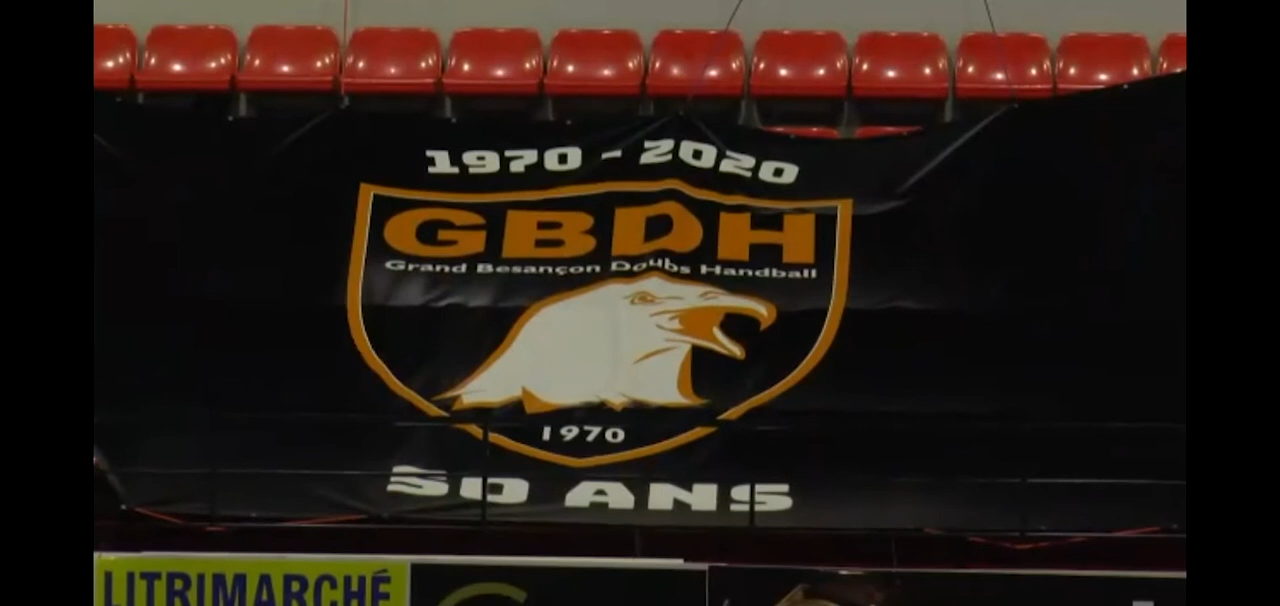 1970 - 2020
GBDH
Grand Besançon Doubs Handball
1970
50 ANS
LITRIMARCHÉ